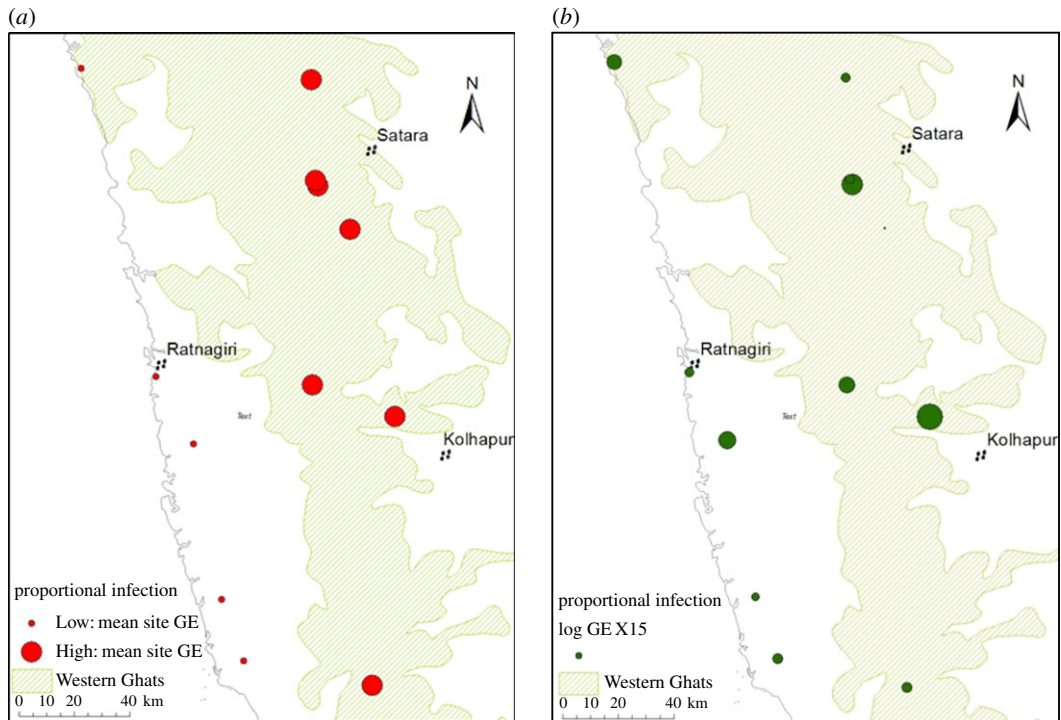 (a)
N
Satara
Ratnagiri
Text
Kolhapur
proportional infection
Low: mean site GE
High: mean site GE
Western Ghats
0 10 20 40 km
(b)
N
Satara
Ratnagiri
Text
Kolhapur
proportional infection
log GE X15
Western Ghats
0 10 20 40 km